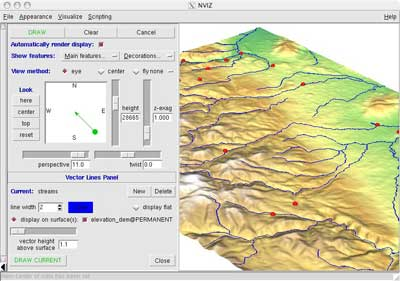 NVIZ
File Appearance Visualize Scripting Help
DRAW Clear Cancel
Automatically render display:
Show features: Main features... Decorations...
View method: eye center fly none
Look
here
center
top
reset
N
W E
S
height
28665
z-exag
1.000
perspective 11.0 twist 0.0
Vector Lines Panel
Current: streams New Delete
line width 2 display flat
display on surface(s): elevation_dem@PERMANENT
vector height
above surface 1.1
DRAW CURRENT Close